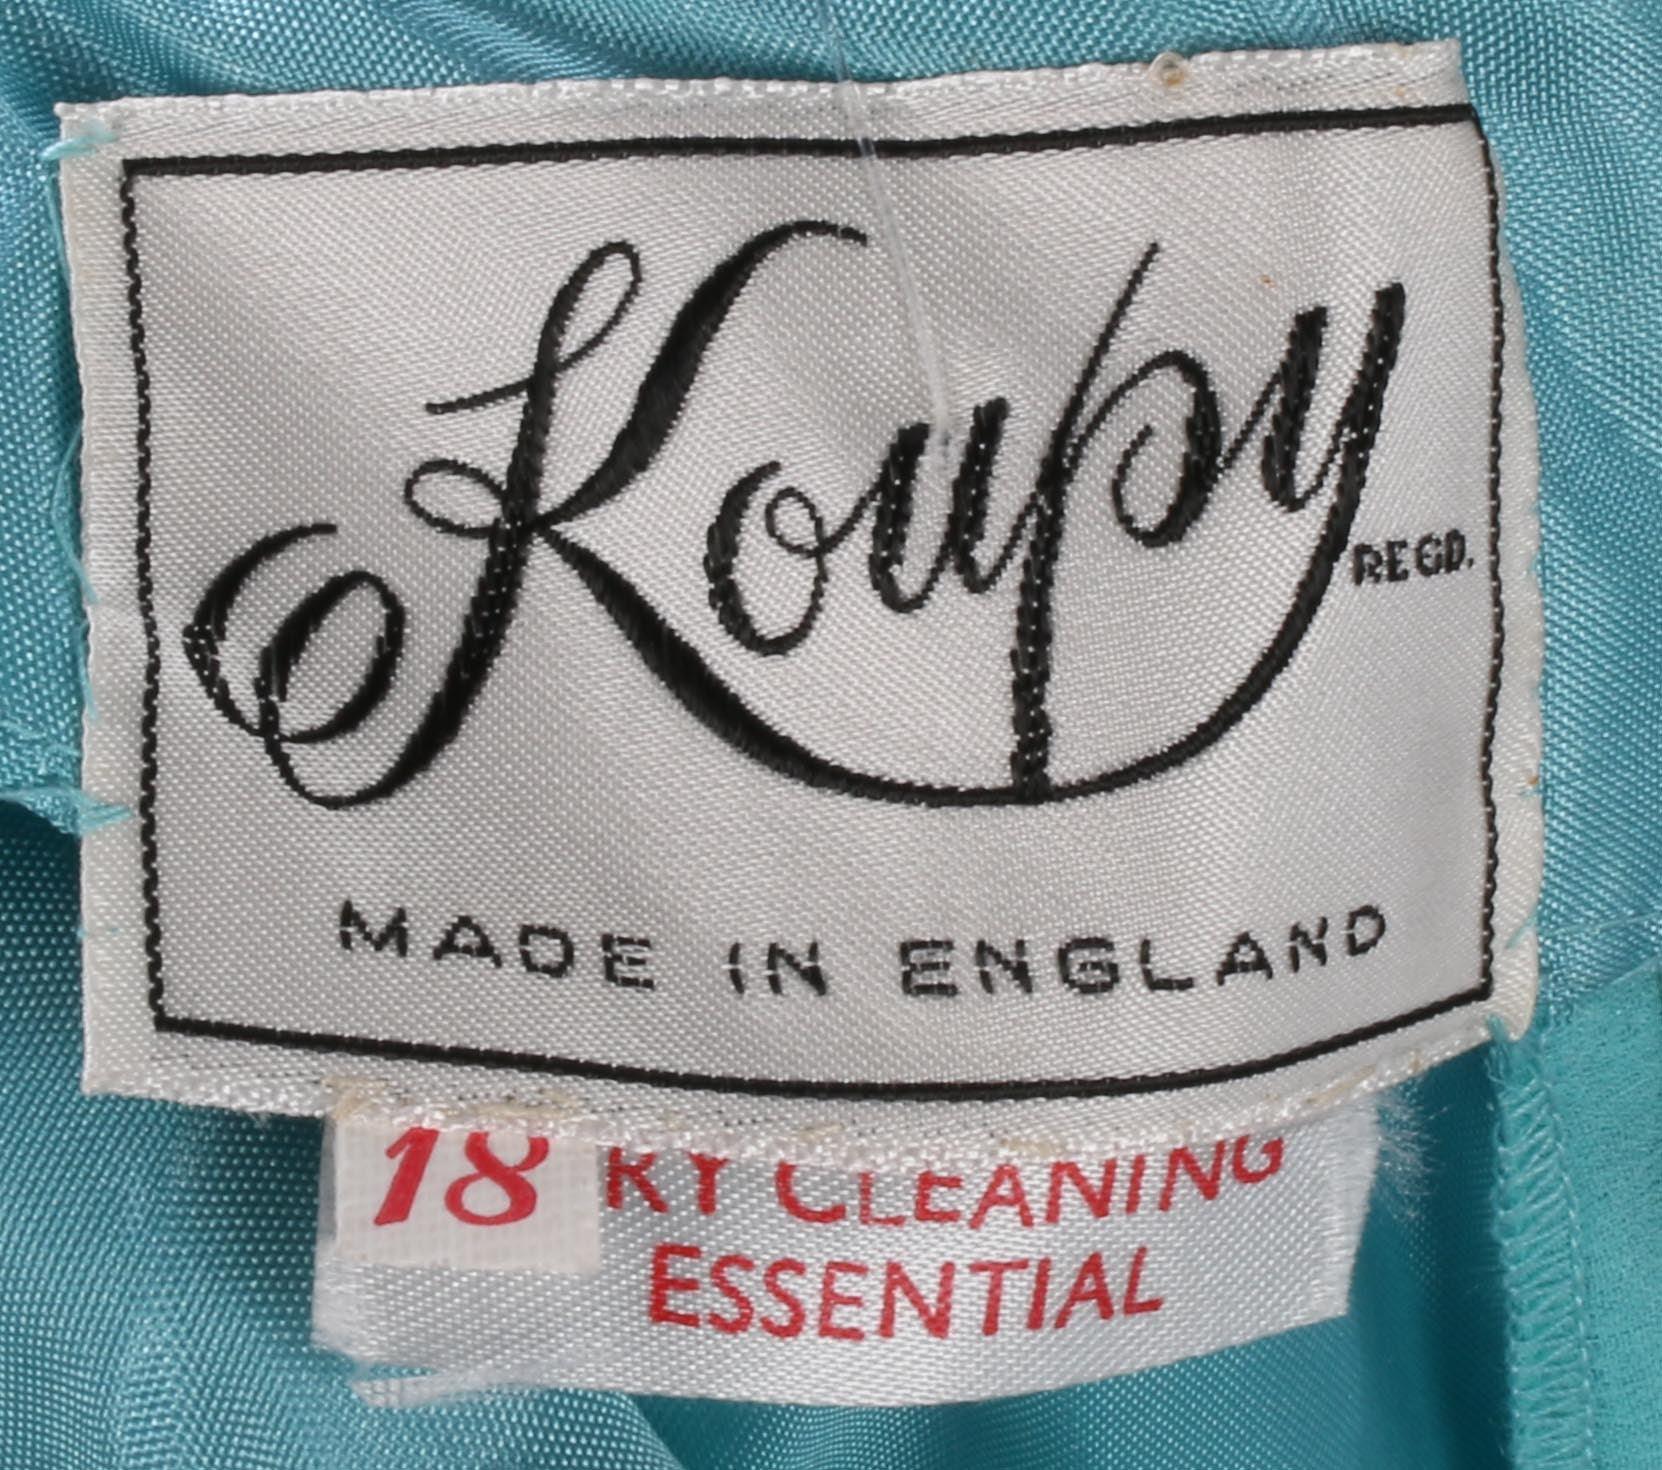 Koupy
REGD.
MADE IN ENGLAND
18 RY CLEANING
ESSENTIAL